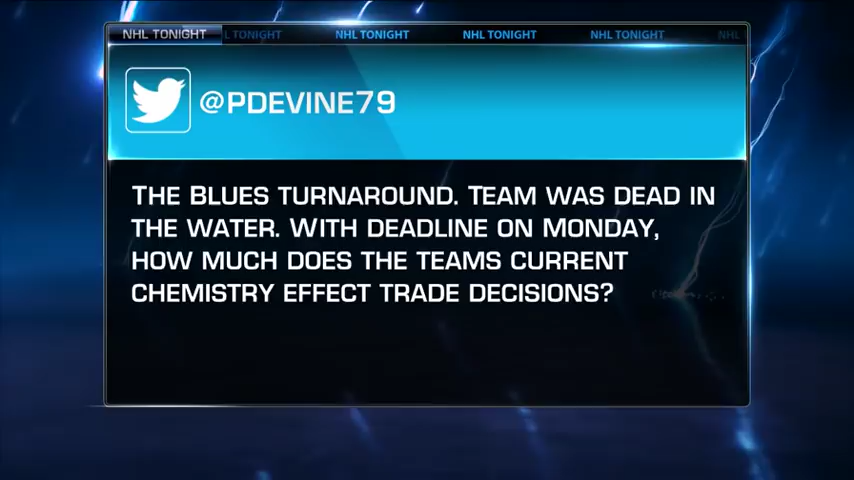 NHL TONIGHT L TONIGHT NHL TONIGHT NHL TONIGHT NHL TONIGHT NHL
@PDEVINE79
THE BLUES TURNAROUND. TEAM WAS DEAD IN
THE WATER. WITH DEADLINE ON MONDAY,
HOW MUCH DOES THE TEAMS CURRENT
CHEMISTRY EFFECT TRADE DECISIONS?